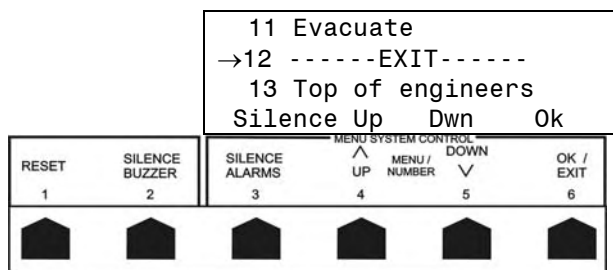 11 Evacuate
→12 ------EXIT------
13 Top of engineers
Silence Up Dwn Ok
MENU SYSTEM CONTROL
RESET
1
SILENCE
BUZZER
2
SILENCE
ALARMS
3
UP
4
MENU /
NUMBER
DOWN
5
OK /
EXIT
6